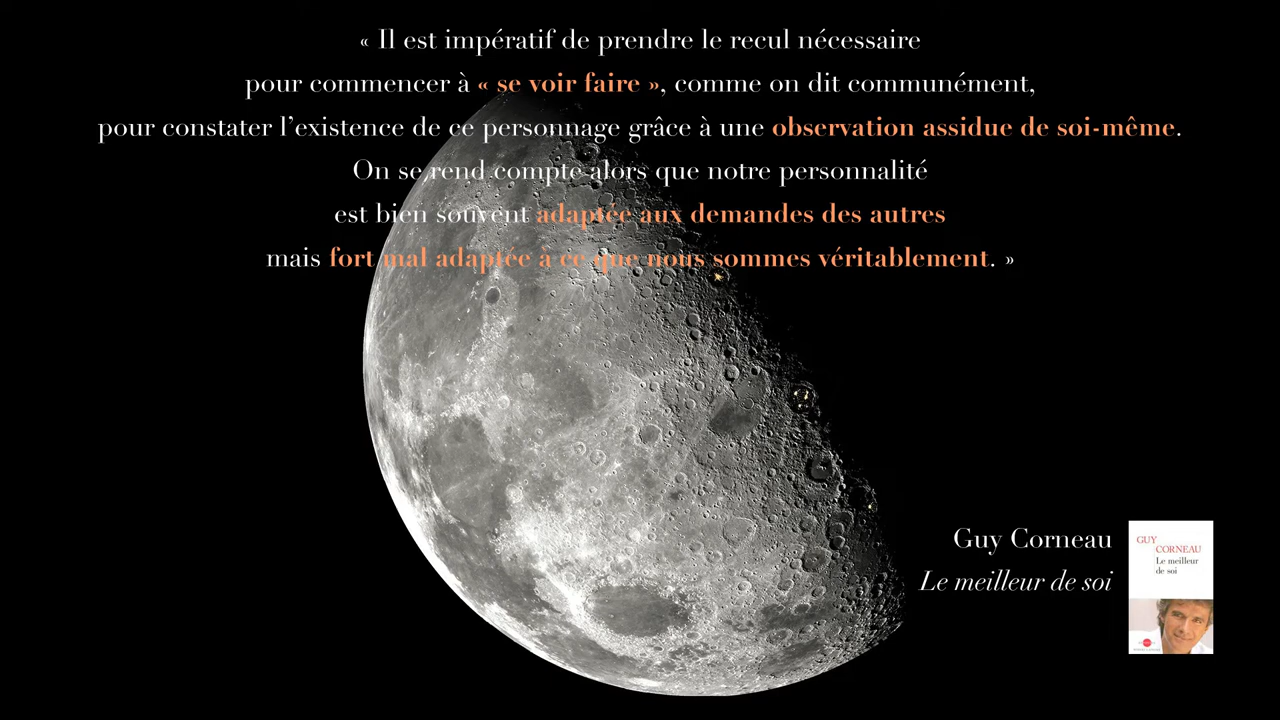 « Il est impératif de prendre le recul nécessaire
pour commencer à « se voir faire », comme on dit communément,
pour constater l’existence de ce personnage grâce à une observation assidue de soi-même.
On se rend compte alors que notre personnalité
est bien souvent adaptée aux demandes des autres
mais fort mal adaptée à ce que nous sommes véritablement. »
Guy Corneau
Le meilleur de soi
GUY
CORNEAU
Le meilleur
de soi